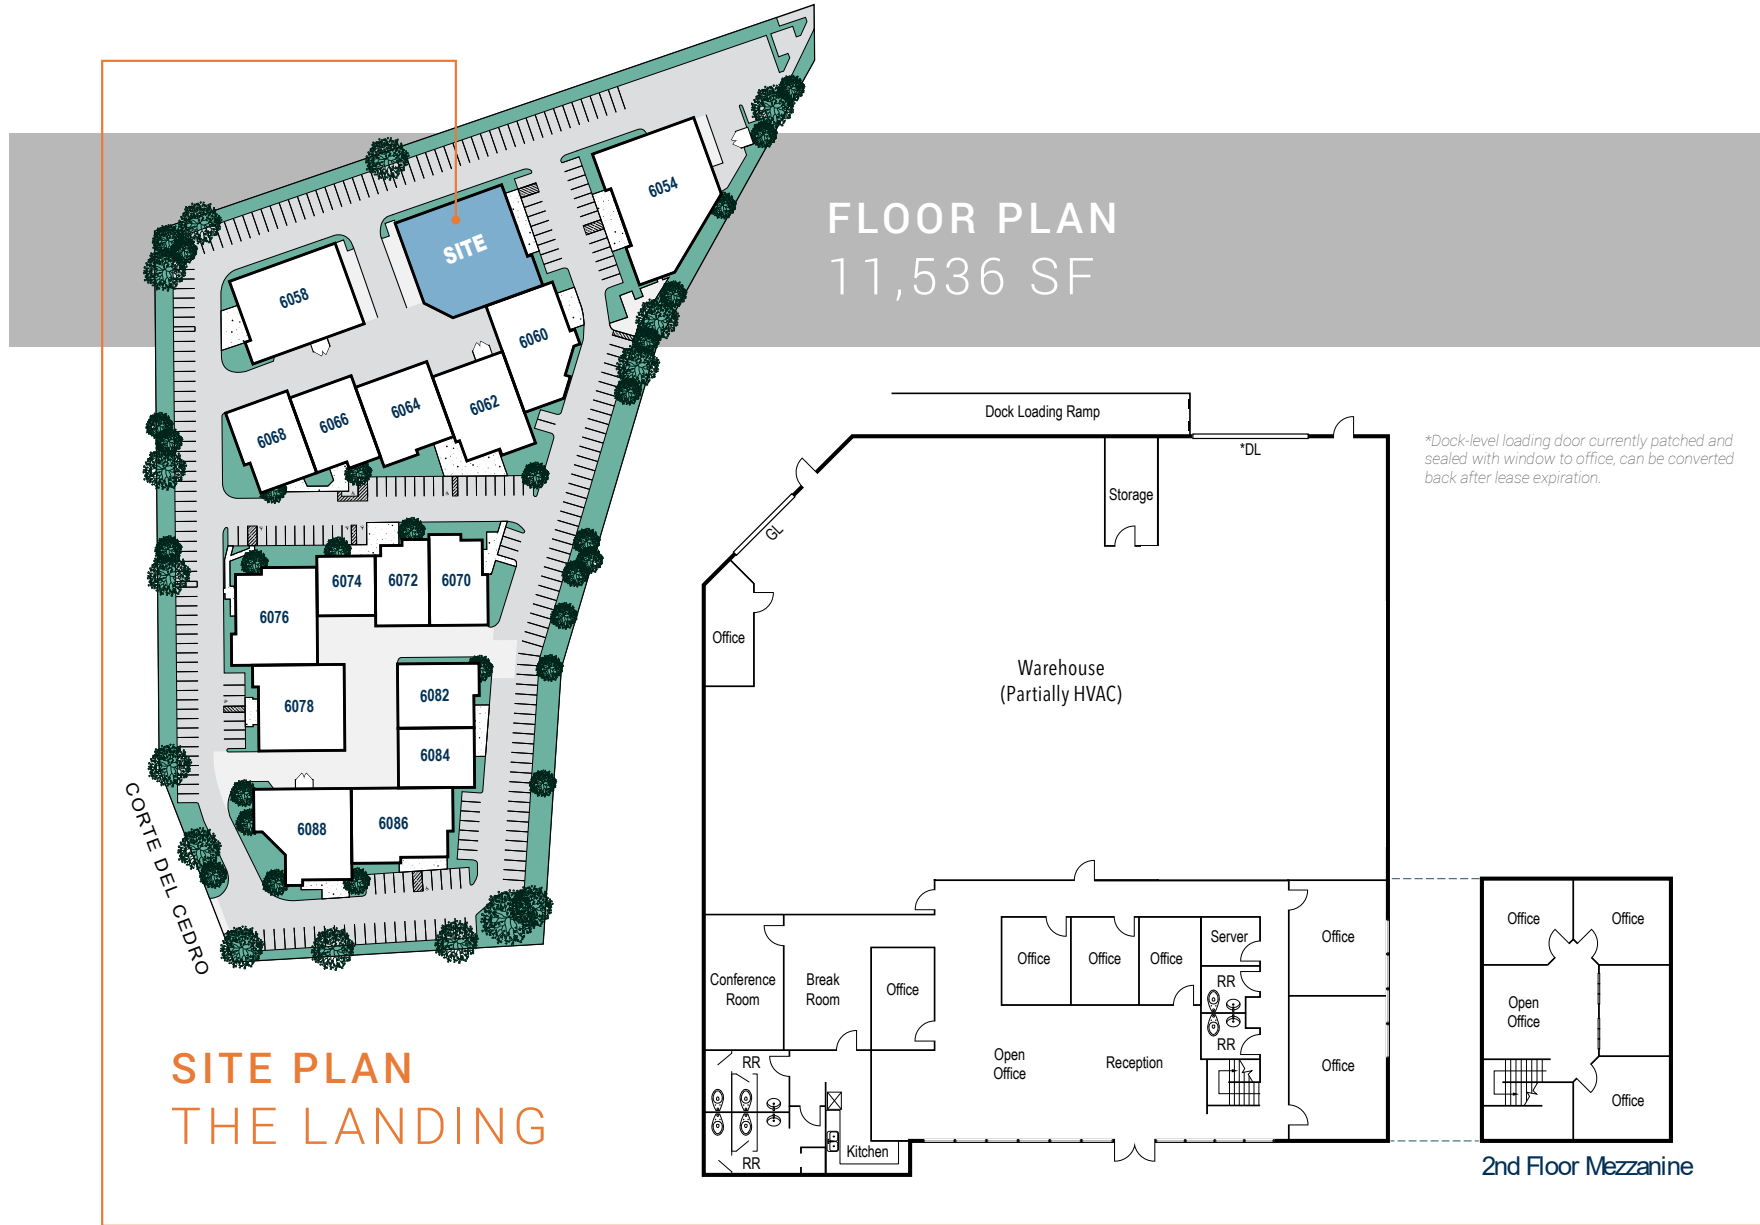 FLOOR PLAN
11,536 SF
SITE
6054
6058
6060
6062
6064
6066
6068
6070
6072
6074
6076
6078
6082
6084
6086
6088
CORTE DEL CEDRO
SITE PLAN
THE LANDING
Dock Loading Ramp
*DL
*Dock-level loading door currently patched and
sealed with window to office, can be converted
back after lease expiration.
Storage
GL
Office
Warehouse
(Partially HVAC)
Conference
Room
Break
Room
Office
Office
Office
Office
Server
RR
RR
Office
Office
Open
Office
Reception
RR
RR
Kitchen
Office
Office
Open
Office
Office
2nd Floor Mezzanine